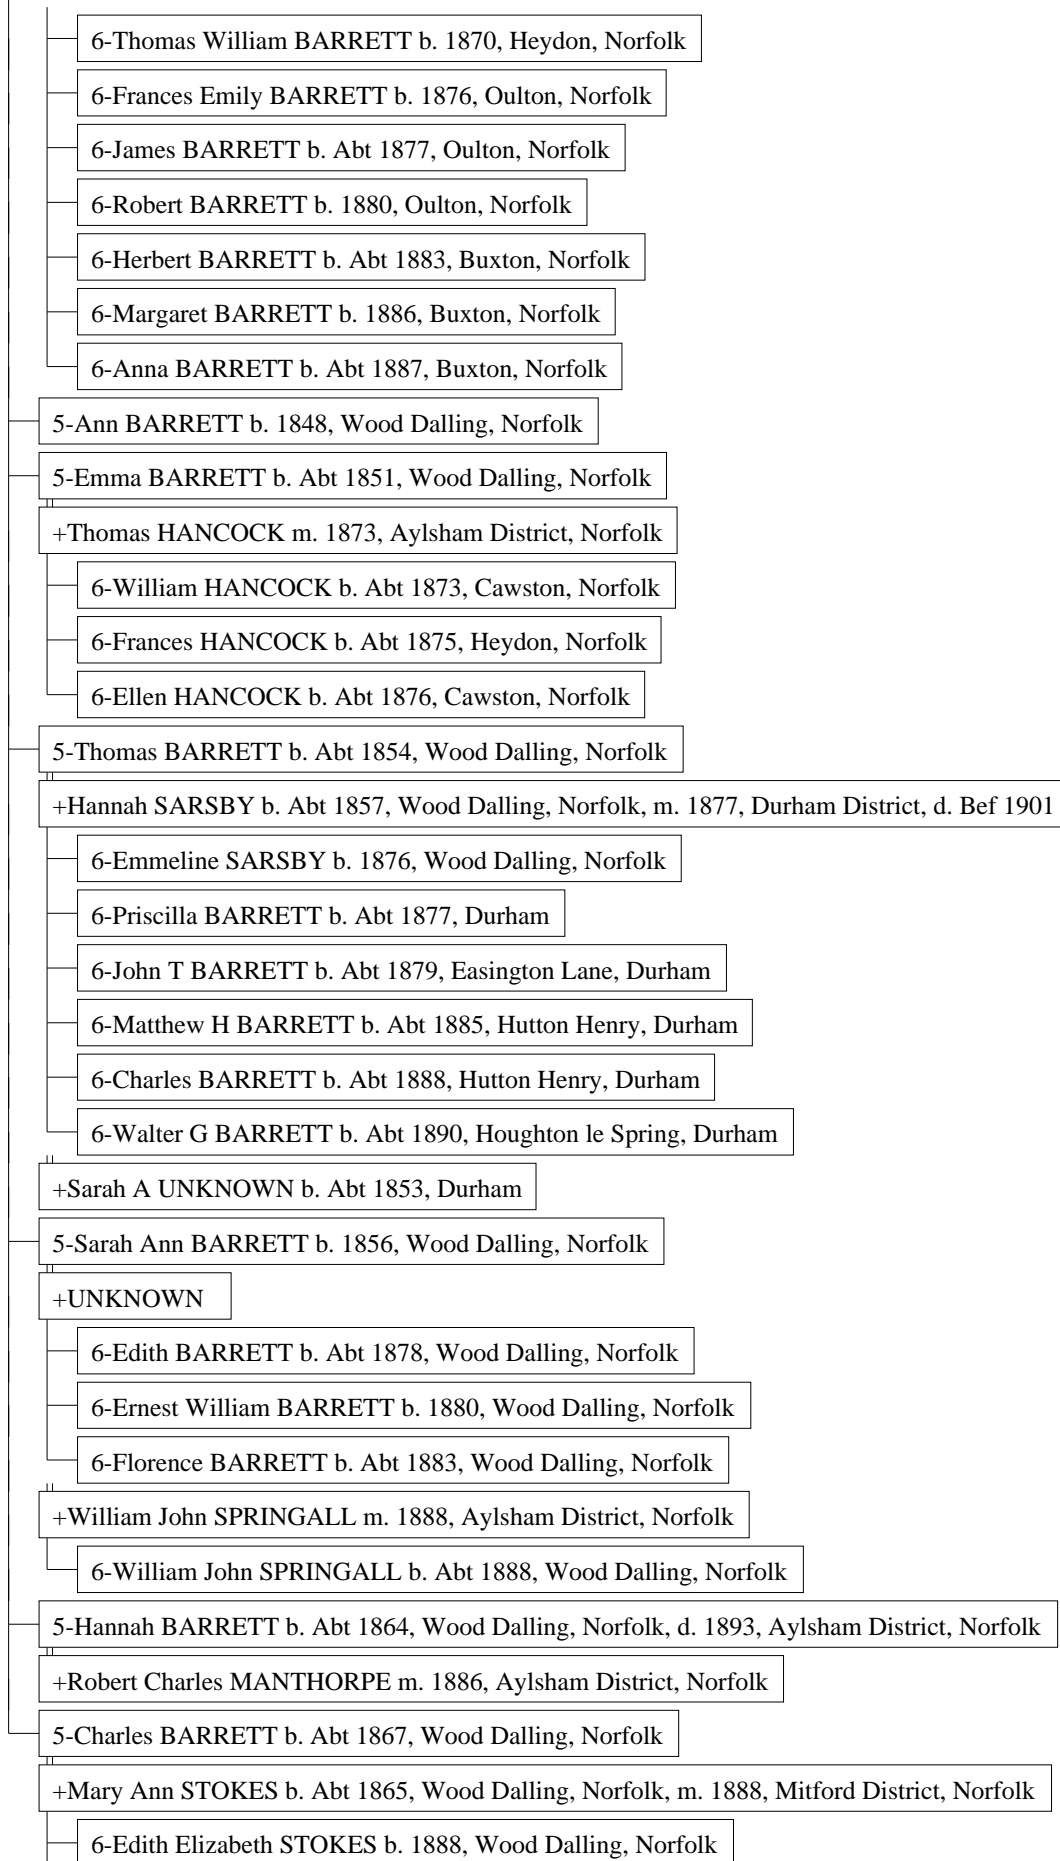 6-Thomas William BARRETT b. 1870, Heydon, Norfolk
6-Frances Emily BARRETT b. 1876, Oulton, Norfolk
6-James BARRETT b. Abt 1877, Oulton, Norfolk
6-Robert BARRETT b. 1880, Oulton, Norfolk
6-Herbert BARRETT b. Abt 1883, Buxton, Norfolk
6-Margaret BARRETT b. 1886, Buxton, Norfolk
6-Anna BARRETT b. Abt 1887, Buxton, Norfolk
5-Ann BARRETT b. 1848, Wood Dalling, Norfolk
5-Emma BARRETT b. Abt 1851, Wood Dalling, Norfolk
+Thomas HANCOCK m. 1873, Aylsham District, Norfolk
6-William HANCOCK b. Abt 1873, Cawston, Norfolk
6-Frances HANCOCK b. Abt 1875, Heydon, Norfolk
6-Ellen HANCOCK b. Abt 1876, Cawston, Norfolk
5-Thomas BARRETT b. Abt 1854, Wood Dalling, Norfolk
+Hannah SARSBY b. Abt 1857, Wood Dalling, Norfolk, m. 1877, Durham District, d. Bef 1901
6-Emmeline SARSBY b. 1876, Wood Dalling, Norfolk
6-Priscilla BARRETT b. Abt 1877, Durham
6-John T BARRETT b. Abt 1879, Easington Lane, Durham
6-Matthew H BARRETT b. Abt 1885, Hutton Henry, Durham
6-Charles BARRETT b. Abt 1888, Hutton Henry, Durham
6-Walter G BARRETT b. Abt 1890, Houghton le Spring, Durham
+Sarah A UNKNOWN b. Abt 1853, Durham
5-Sarah Ann BARRETT b. 1856, Wood Dalling, Norfolk
+UNKNOWN
6-Edith BARRETT b. Abt 1878, Wood Dalling, Norfolk
6-Ernest William BARRETT b. 1880, Wood Dalling, Norfolk
6-Florence BARRETT b. Abt 1883, Wood Dalling, Norfolk
+William John SPRINGALL m. 1888, Aylsham District, Norfolk
6-William John SPRINGALL b. Abt 1888, Wood Dalling, Norfolk
5-Hannah BARRETT b. Abt 1864, Wood Dalling, Norfolk, d. 1893, Aylsham District, Norfolk
+Robert Charles MANTHORPE m. 1886, Aylsham District, Norfolk
5-Charles BARRETT b. Abt 1867, Wood Dalling, Norfolk
+Mary Ann STOKES b. Abt 1865, Wood Dalling, Norfolk, m. 1888, Mitford District, Norfolk
6-Edith Elizabeth STOKES b. 1888, Wood Dalling, Norfolk